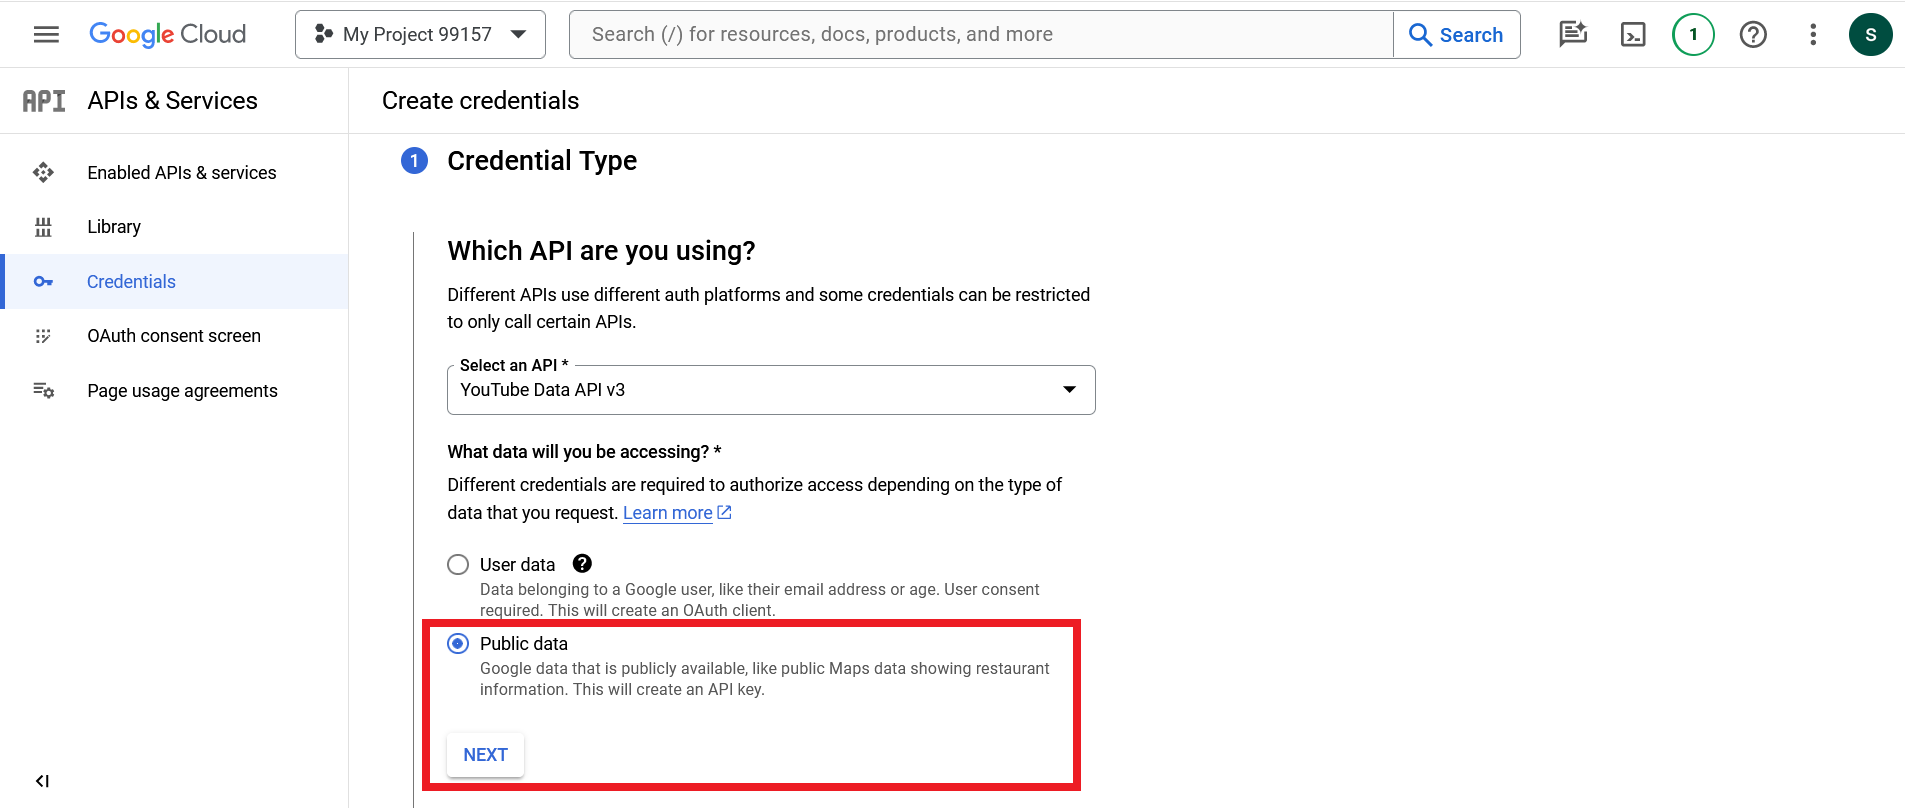 Google Cloud
My Project 99157
Search (/) for resources, docs, products, and more
Search
1
S
API APIs & Services
Create credentials
Enabled APIs & services
Library
Credentials
OAuth consent screen
Page usage agreements
1 Credential Type
Which API are you using?
Different APIs use different auth platforms and some credentials can be restricted
to only call certain APIs.
Select an API *
YouTube Data API v3
What data will you be accessing? *
Different credentials are required to authorize access depending on the type of
data that you request. Learn more
User data
Data belonging to a Google user, like their email address or age. User consent
required. This will create an OAuth client.
Public data
Google data that is publicly available, like public Maps data showing restaurant
information. This will create an API key.
NEXT